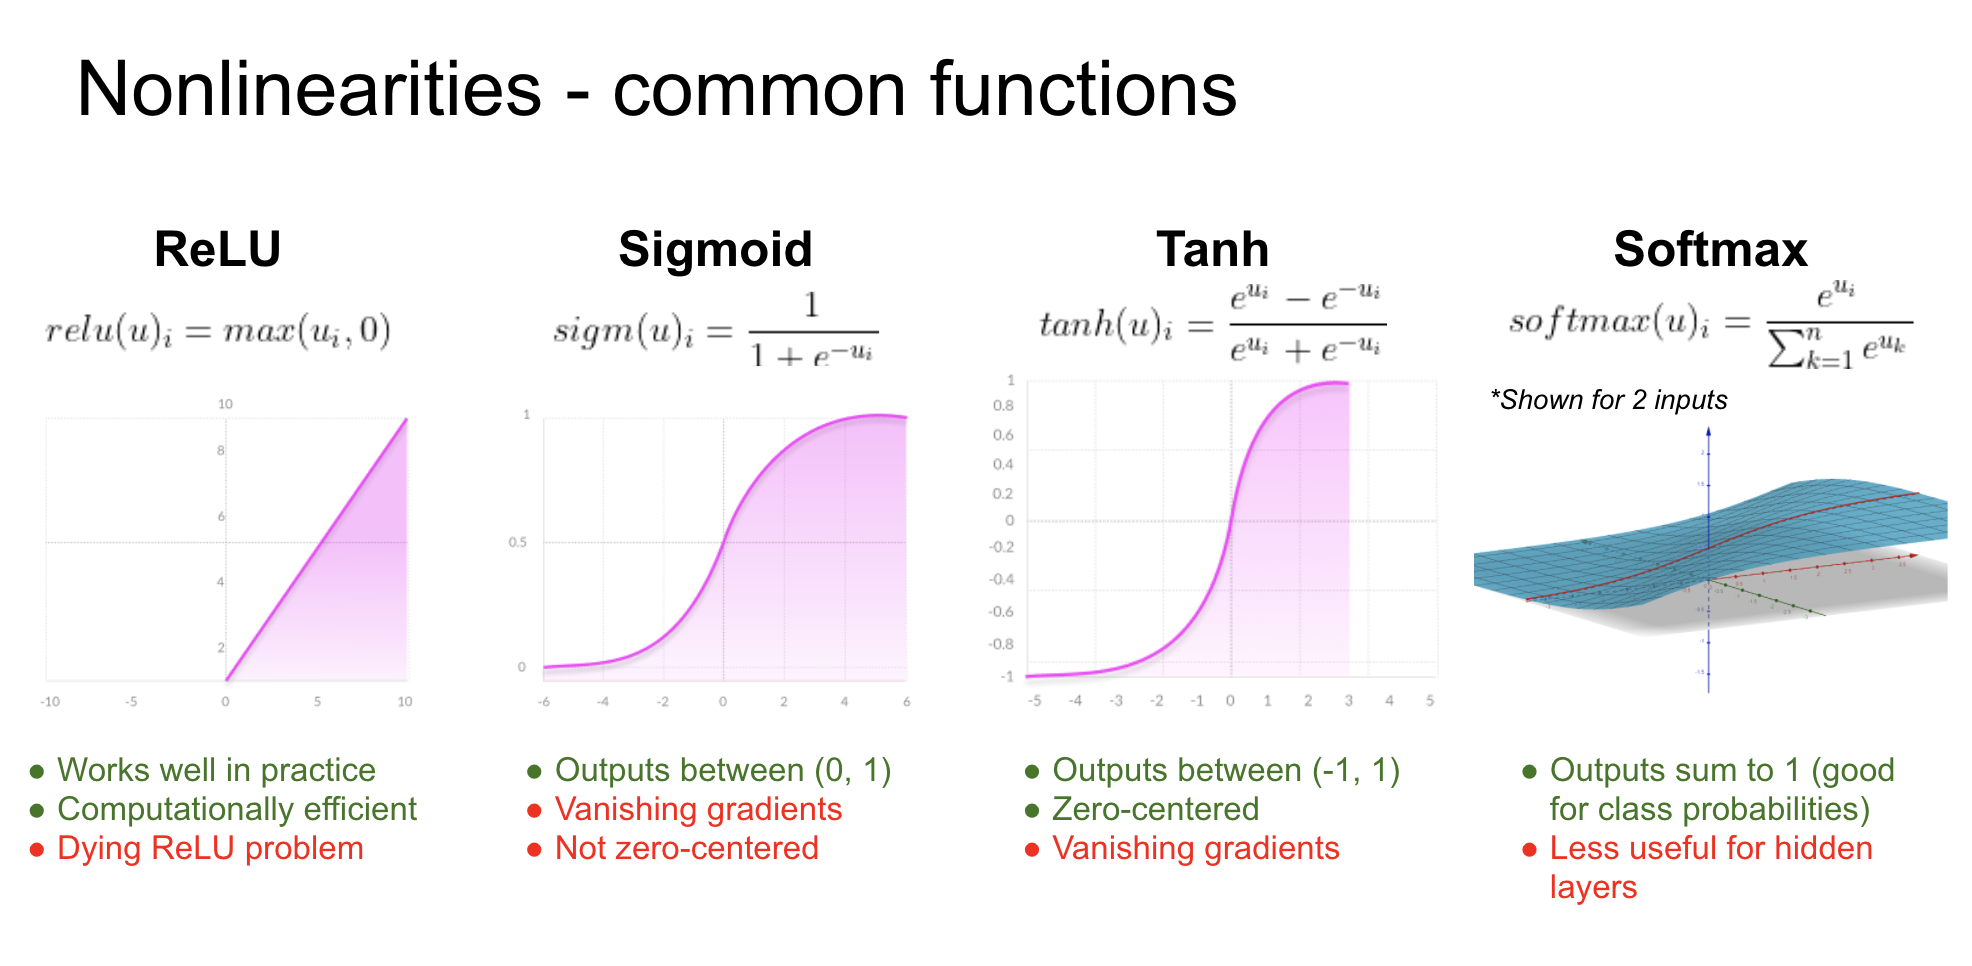 Nonlinearities - common functions
ReLU
relu(u)_i = max(u_i, 0)
10
8
6
4
2
-10 -5 0 5 10
● Works well in practice
● Computationally efficient
● Dying ReLU problem
Sigmoid
sigm(u)_i = \frac{1}{1 + e^{-u_i}}
1
0.5
0
-6 -4 -2 0 2 4 6
● Outputs between (0, 1)
● Vanishing gradients
● Not zero-centered
Tanh
tanh(u)_i = \frac{e^{u_i} - e^{-u_i}}{e^{u_i} + e^{-u_i}}
1
0.8
0.6
0.4
0.2
0
-0.2
-0.4
-0.6
-0.8
-1
-5 -4 -3 -2 -1 0 1 2 3 4 5
● Outputs between (-1, 1)
● Zero-centered
● Vanishing gradients
Softmax
softmax(u)_i = \frac{e^{u_i}}{\sum_{k=1}^{n} e^{u_k}}
*Shown for 2 inputs
● Outputs sum to 1 (good
for class probabilities)
● Less useful for hidden
layers